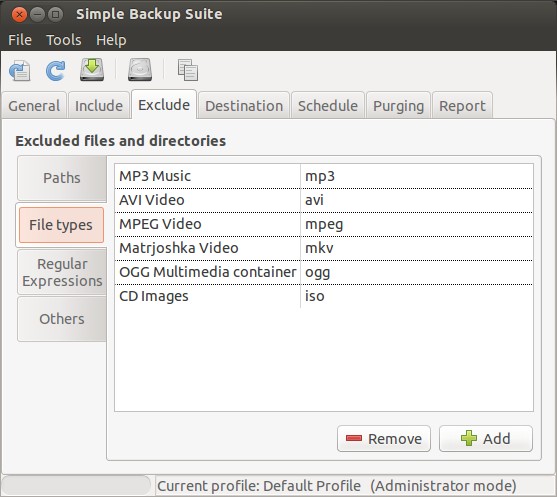 Simple Backup Suite
File Tools Help
General Include Exclude Destination Schedule Purging Report
Excluded files and directories
Paths
File types
Regular
Expressions
Others
MP3 Music mp3
AVI Video avi
MPEG Video mpeg
Matrjoshka Video mkv
OGG Multimedia container ogg
CD Images iso
Remove Add
Current profile: Default Profile (Administrator mode)